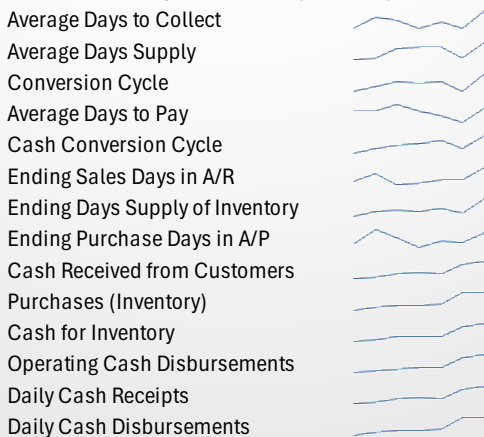 Average Days to Collect
Average Days Supply
Conversion Cycle
Average Days to Pay
Cash Conversion Cycle
Ending Sales Days in A/R
Ending Days Supply of Inventory
Ending Purchase Days in A/P
Cash Received from Customers
Purchases (Inventory)
Cash for Inventory
Operating Cash Disbursements
Daily Cash Receipts
Daily Cash Disbursements